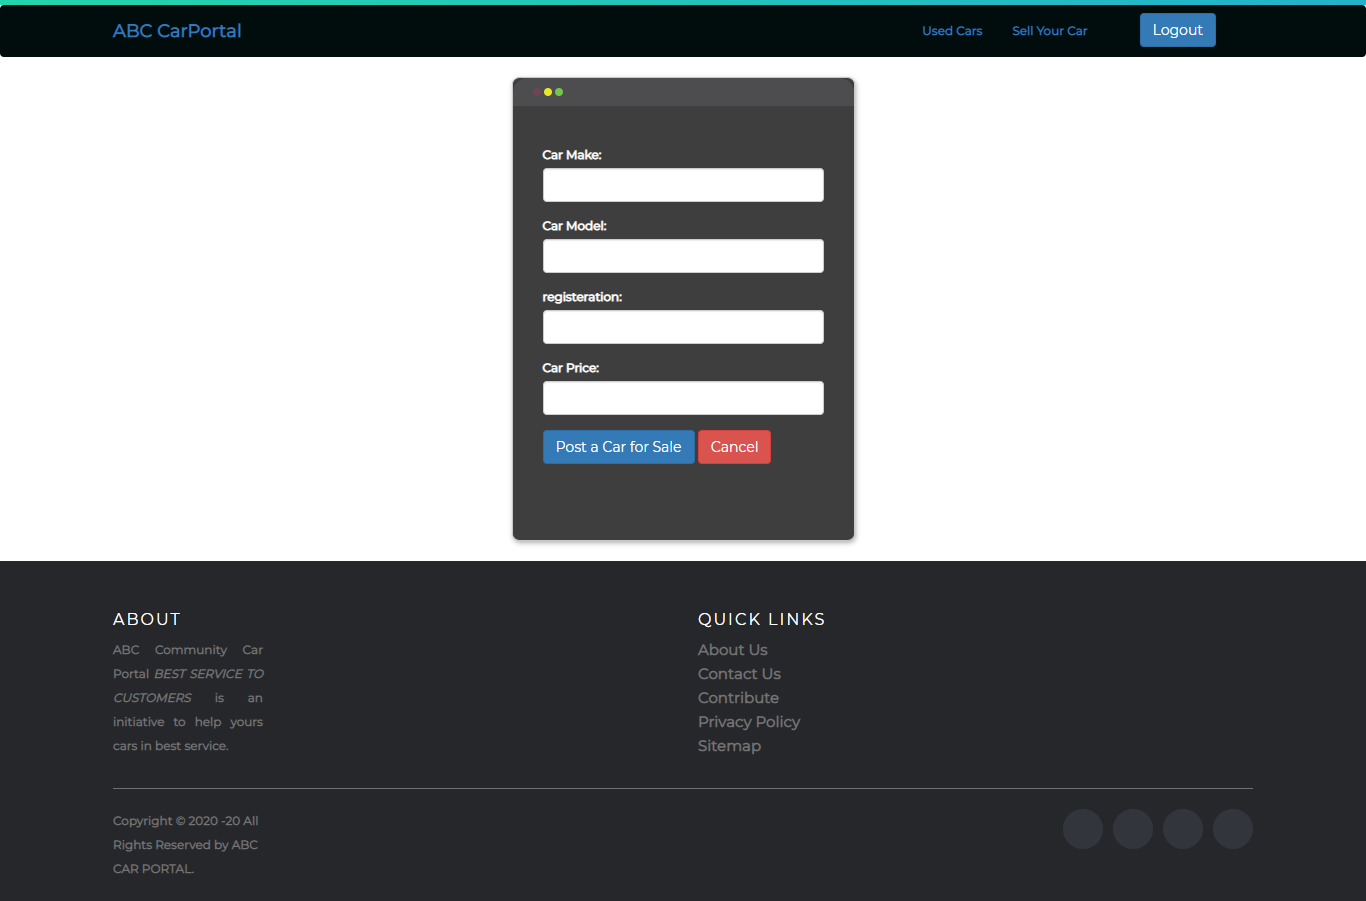 ABC CarPortal
Used Cars
Sell Your Car
Logout
Car Make:
Car Model:
registeration:
Car Price:
Post a Car for Sale
Cancel
ABOUT
ABC Community Car
Portal BEST SERVICE TO
CUSTOMERS is an
initiative to help yours
cars in best service.
QUICK LINKS
About Us
Contact Us
Contribute
Privacy Policy
Sitemap
Copyright © 2020 -20 All
Rights Reserved by ABC
CAR PORTAL.